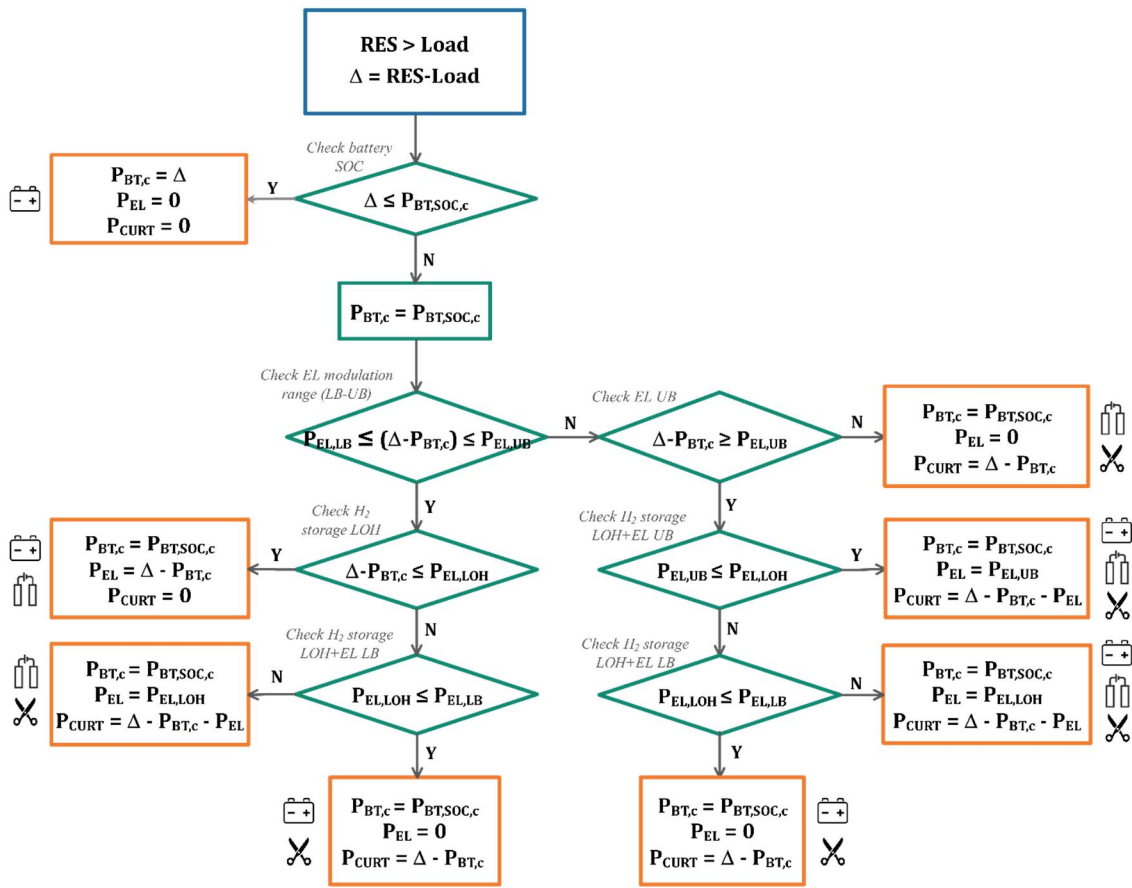 RES > Load
Δ = RES-Load
Check battery
SOC
P_BT,c = Δ
P_EL = 0
P_CURT = 0
Y
Δ ≤ P_BT,SOC,c
N
P_BT,c = P_BT,SOC,c
Check EL modulation
range (LB-UB)
P_EL,LB ≤ (Δ-P_BT,c) ≤ P_EL,UB
N
Check EL UB
Δ-P_BT,c ≥ P_EL,UB
N
P_BT,c = P_BT,SOC,c
P_EL = 0
P_CURT = Δ - P_BT,c
Y
Y
Check H₂
storage LOH
Check H₂ storage
LOH+EL UB
P_BT,c = P_BT,SOC,c
P_EL = Δ - P_BT,c
P_CURT = 0
Y
Δ-P_BT,c ≤ P_EL,LOH
P_EL,UB ≤ P_EL,LOH
Y
P_BT,c = P_BT,SOC,c
P_EL = P_EL,UB
P_CURT = Δ - P_BT,c - P_EL
N
N
Check H₂ storage
LOH+EL LB
Check H₂ storage
LOH+EL LB
P_BT,c = P_BT,SOC,c
P_EL = P_EL,LOH
P_CURT = Δ - P_BT,c - P_EL
N
P_EL,LOH ≤ P_EL,LB
P_EL,LOH ≤ P_EL,LB
N
P_BT,c = P_BT,SOC,c
P_EL = P_EL,LOH
P_CURT = Δ - P_BT,c - P_EL
Y
Y
P_BT,c = P_BT,SOC,c
P_EL = 0
P_CURT = Δ - P_BT,c
P_BT,c = P_BT,SOC,c
P_EL = 0
P_CURT = Δ - P_BT,c